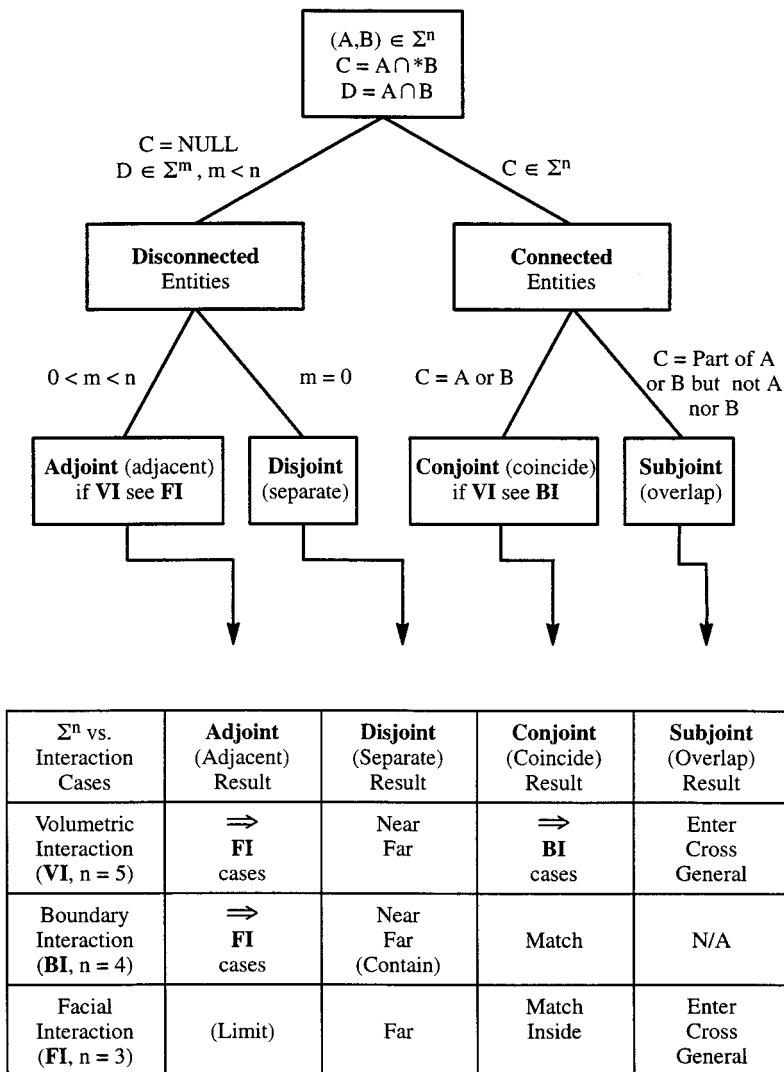 (A,B) ∈ Σⁿ
C = A∩*B
D = A∩B
C = NULL
D ∈ Σᵐ, m < n
C ∈ Σⁿ
Disconnected
Entities
Connected
Entities
0 < m < n
m = 0
C = A or B
C = Part of A
or B but not A
nor B
Adjoint (adjacent)
if VI see FI
Disjoint
(separate)
Conjoint (coincide)
if VI see BI
Subjoint
(overlap)
Σⁿ vs.
Interaction
Cases
Adjoint
(Adjacent)
Result
Disjoint
(Separate)
Result
Conjoint
(Coincide)
Result
Subjoint
(Overlap)
Result
Volumetric
Interaction
(VI, n = 5)
⇒
FI
cases
Near
Far
⇒
BI
cases
Enter
Cross
General
Boundary
Interaction
(BI, n = 4)
⇒
FI
cases
Near
Far
(Contain)
Match
N/A
Facial
Interaction
(FI, n = 3)
(Limit)
Far
Match
Inside
Enter
Cross
General